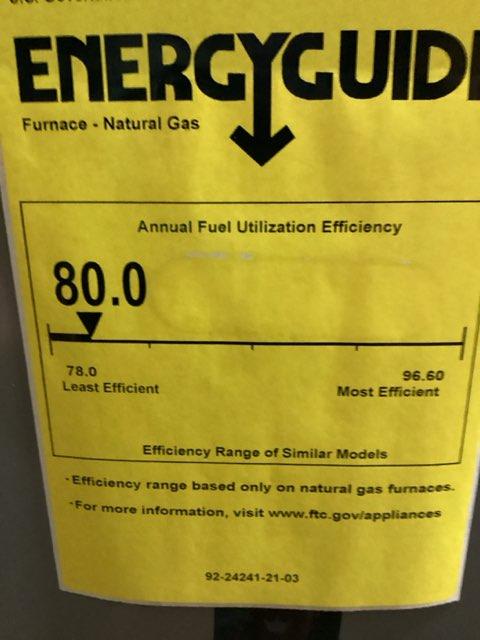 ENERGYGUID
Furnace - Natural Gas
Annual Fuel Utilization Efficiency
80.0
78.0
Least Efficient
96.60
Most Efficient
Efficiency Range of Similar Models
·Efficiency range based only on natural gas furnaces.
·For more information, visit www.ftc.gov/appliances
92-24241-21-03